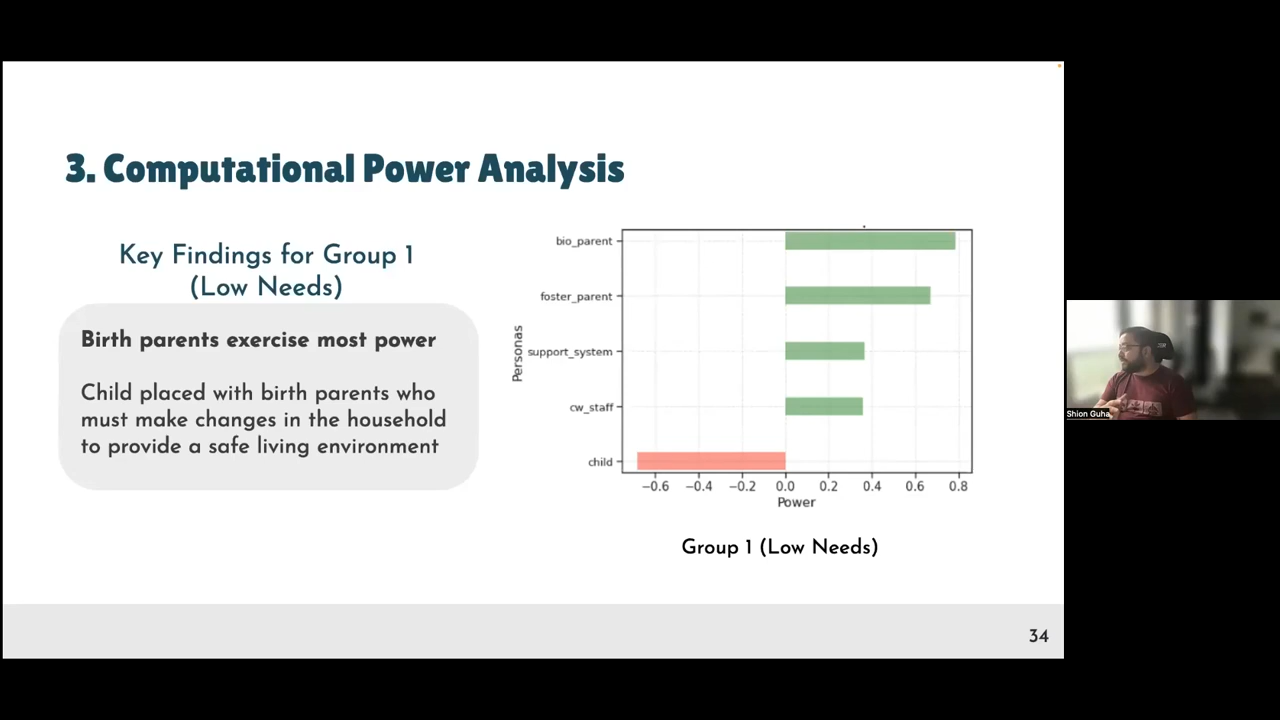 3. Computational Power Analysis
Key Findings for Group 1
(Low Needs)
Birth parents exercise most power
Child placed with birth parents who
must make changes in the household
to provide a safe living environment
Personas
bio_parent
foster_parent
support_system
cw_staff
child
−0.6 −0.4 −0.2 0.0 0.2 0.4 0.6 0.8
Power
Group 1 (Low Needs)
34
Shion Guha